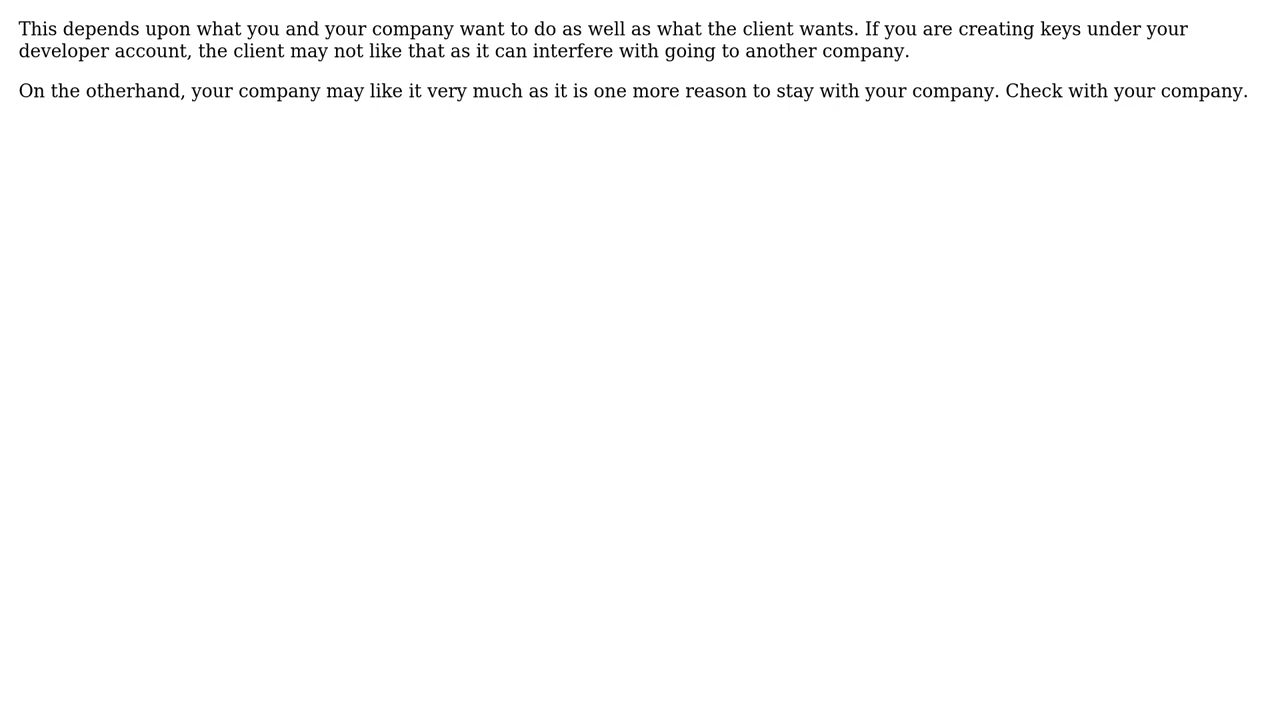 This depends upon what you and your company want to do as well as what the client wants. If you are creating keys under your
developer account, the client may not like that as it can interfere with going to another company.
On the otherhand, your company may like it very much as it is one more reason to stay with your company. Check with your company.